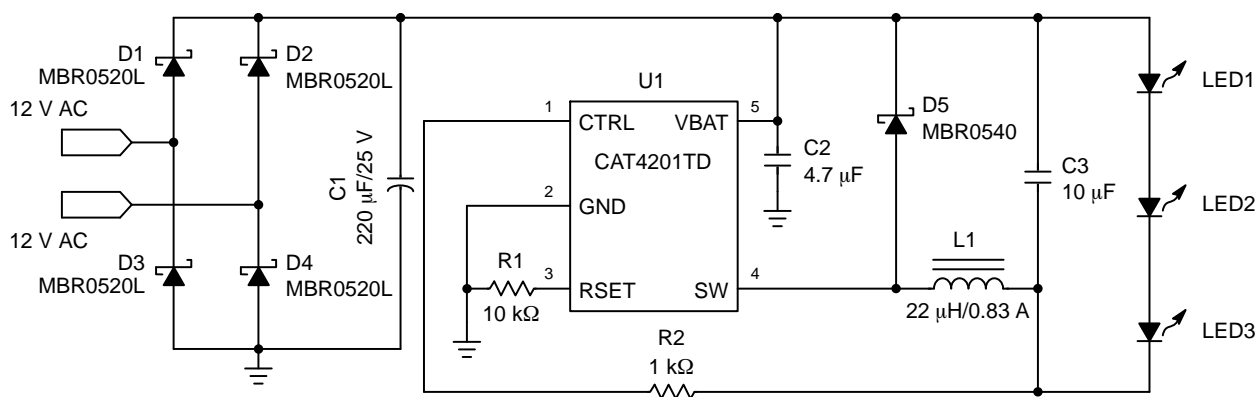 D1
MBR0520L
D2
MBR0520L
12 V AC
12 V AC
D3
MBR0520L
D4
MBR0520L
C1
220 μF/25 V
U1
1
CTRL
VBAT
5
CAT4201TD
2
GND
3
RSET
SW
4
R1
10 kΩ
C2
4.7 μF
D5
MBR0540
C3
10 μF
L1
22 μH/0.83 A
R2
1 kΩ
LED1
LED2
LED3